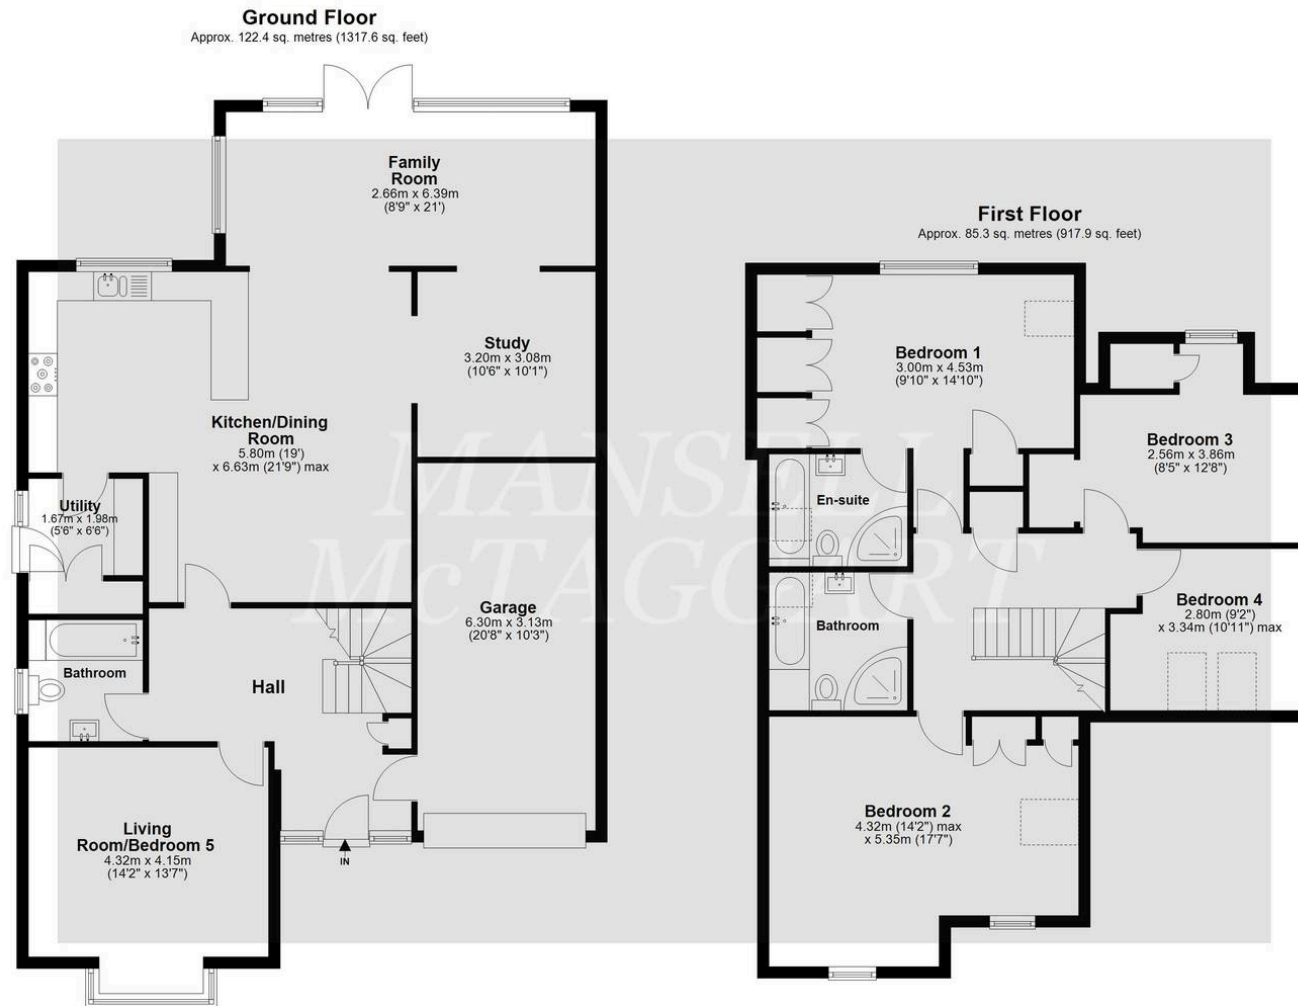 Ground Floor
Approx. 122.4 sq. metres (1317.6 sq. feet)
Family
Room
2.66m x 6.39m
(8'9" x 21')
Study
3.20m x 3.08m
(10'6" x 10'1")
Kitchen/Dining
Room
5.80m (19')
x 6.63m (21'9") max
Utility
1.67m x 1.98m
(5'6" x 6'6")
Garage
6.30m x 3.13m
(20'8" x 10'3")
Bathroom
Hall
Living
Room/Bedroom 5
4.32m x 4.15m
(14'2" x 13'7")
IN
First Floor
Approx. 85.3 sq. metres (917.9 sq. feet)
Bedroom 1
3.00m x 4.53m
(9'10" x 14'10")
Bedroom 3
2.56m x 3.86m
(8'5" x 12'8")
En-suite
Bedroom 4
2.80m (9'2")
x 3.34m (10'11") max
Bathroom
Bedroom 2
4.32m (14'2") max
x 5.35m (17'7")
MANSELL
McTAGGART